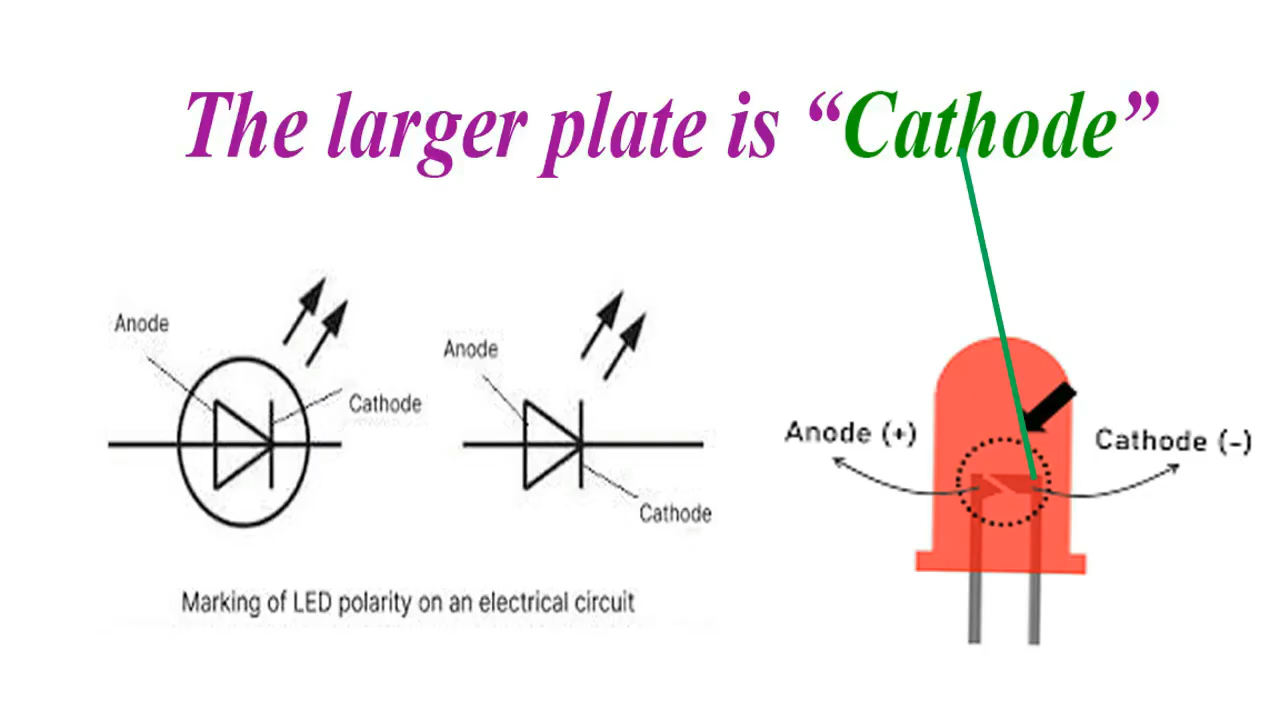 The larger plate is “Cathode”
Anode
Cathode
Anode
Cathode
Anode (+)
Cathode (-)
Marking of LED polarity on an electrical circuit